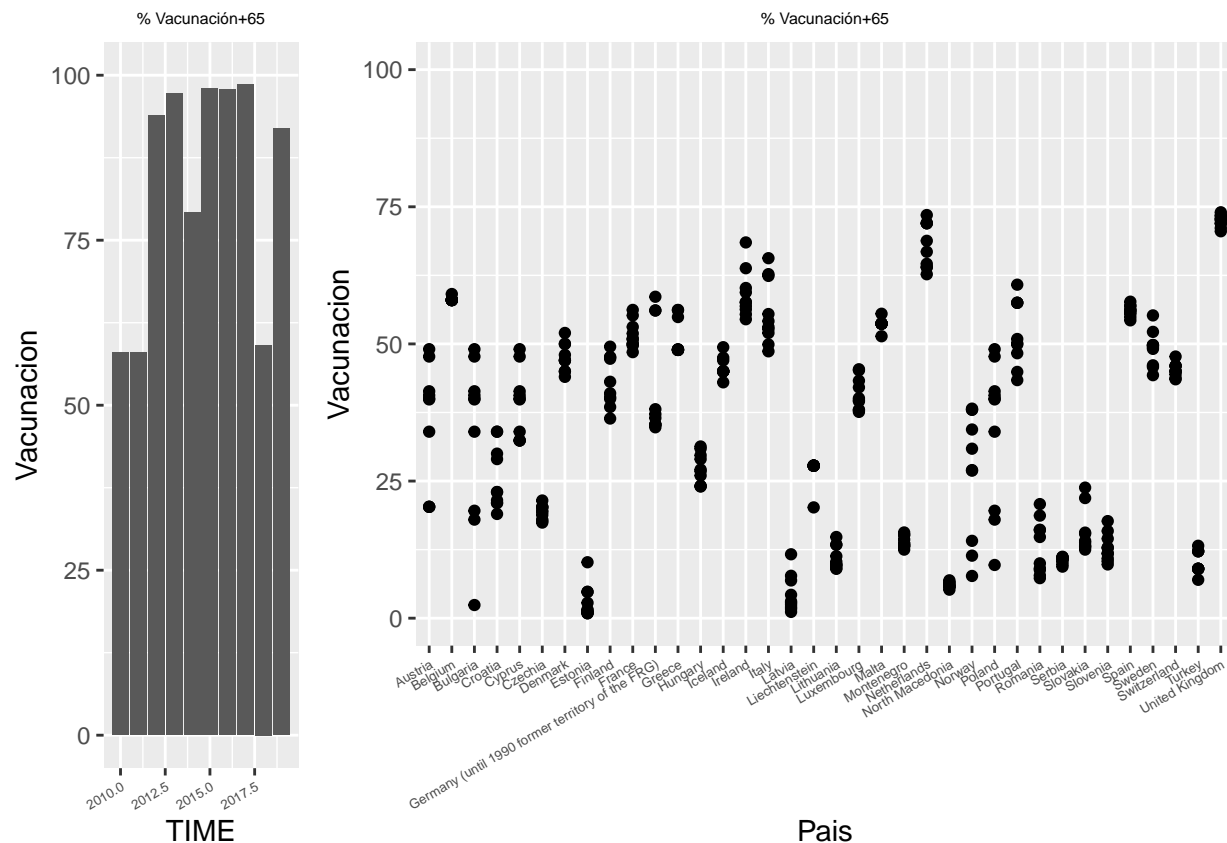 % Vacunación+65
Vacunacion
100
75
50
25
0
2010.0
2012.5
2015.0
2017.5
TIME
% Vacunación+65
Vacunacion
100
75
50
25
0
Austria
Belgium
Bulgaria
Croatia
Cyprus
Czechia
Denmark
Estonia
Finland
France
Germany (until 1990 former territory of the FRG)
Greece
Hungary
Iceland
Ireland
Italy
Latvia
Liechtenstein
Lithuania
Luxembourg
Malta
Montenegro
Netherlands
North Macedonia
Norway
Poland
Portugal
Romania
Serbia
Slovakia
Slovenia
Spain
Sweden
Switzerland
Turkey
United Kingdom
Pais